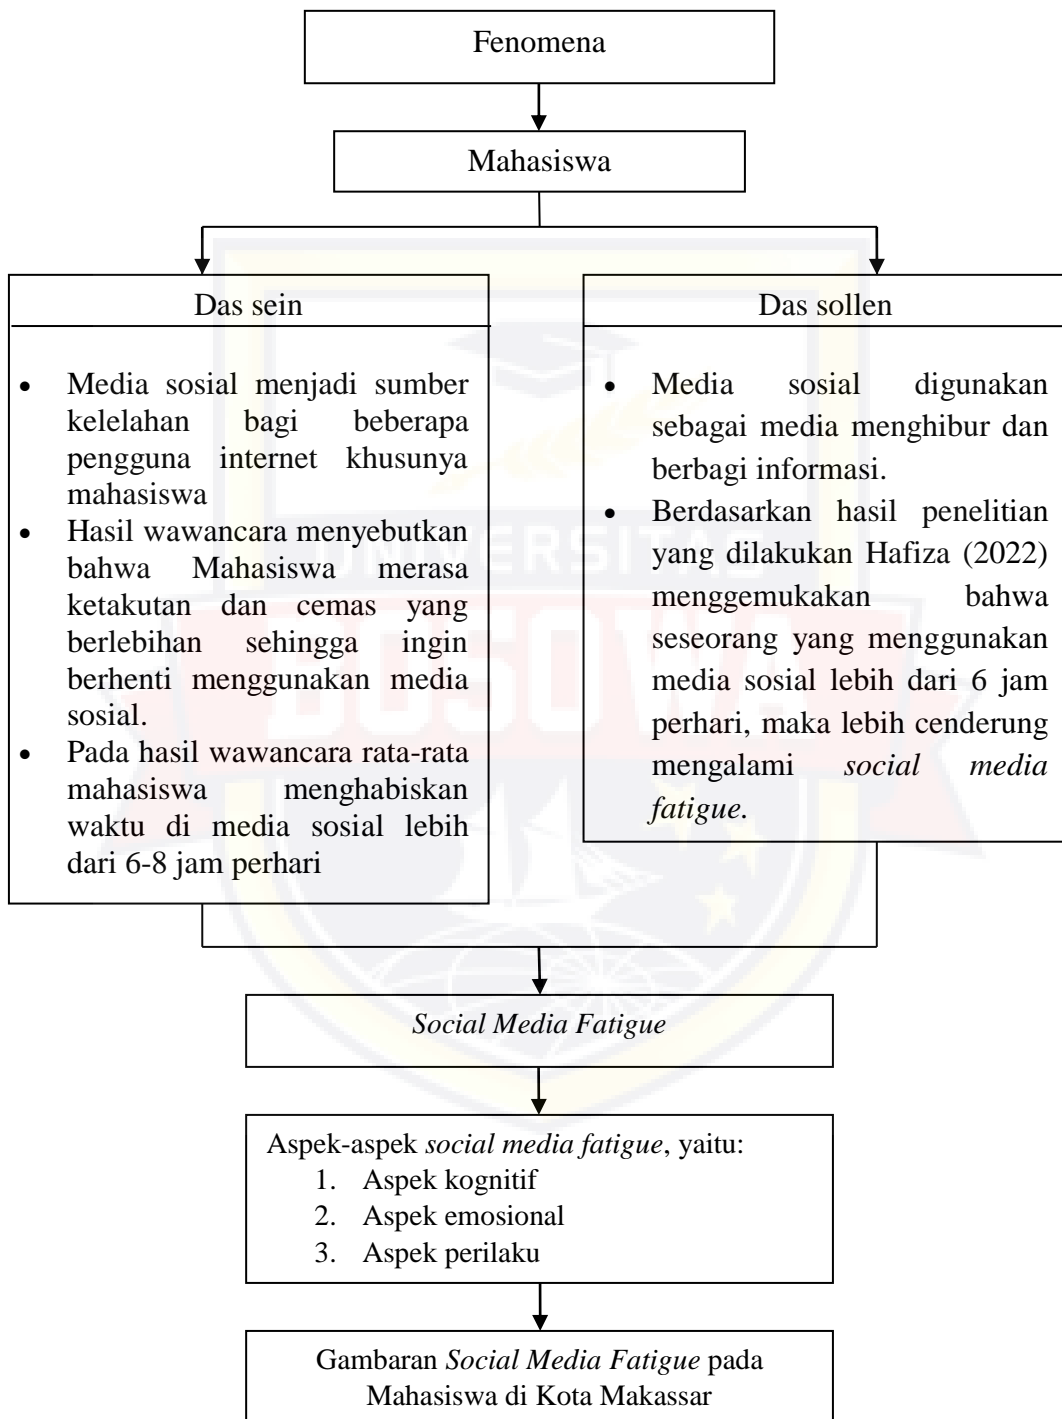 Fenomena
Mahasiswa
Das sein
• Media sosial menjadi sumber
kelelahan bagi beberapa
pengguna internet khusunya
mahasiswa
• Hasil wawancara menyebutkan
bahwa Mahasiswa merasa
ketakutan dan cemas yang
berlebihan sehingga ingin
berhenti menggunakan media
sosial.
• Pada hasil wawancara rata-rata
mahasiswa menghabiskan
waktu di media sosial lebih
dari 6-8 jam perhari
Das sollen
• Media sosial digunakan
sebagai media menghibur dan
berbagi informasi.
• Berdasarkan hasil penelitian
yang dilakukan Hafiza (2022)
menggemukakan bahwa
seseorang yang menggunakan
media sosial lebih dari 6 jam
perhari, maka lebih cenderung
mengalami social media
fatigue.
UNIVERSITAS
BOSOWA
Social Media Fatigue
Aspek-aspek social media fatigue, yaitu:
1. Aspek kognitif
2. Aspek emosional
3. Aspek perilaku
Gambaran Social Media Fatigue pada
Mahasiswa di Kota Makassar